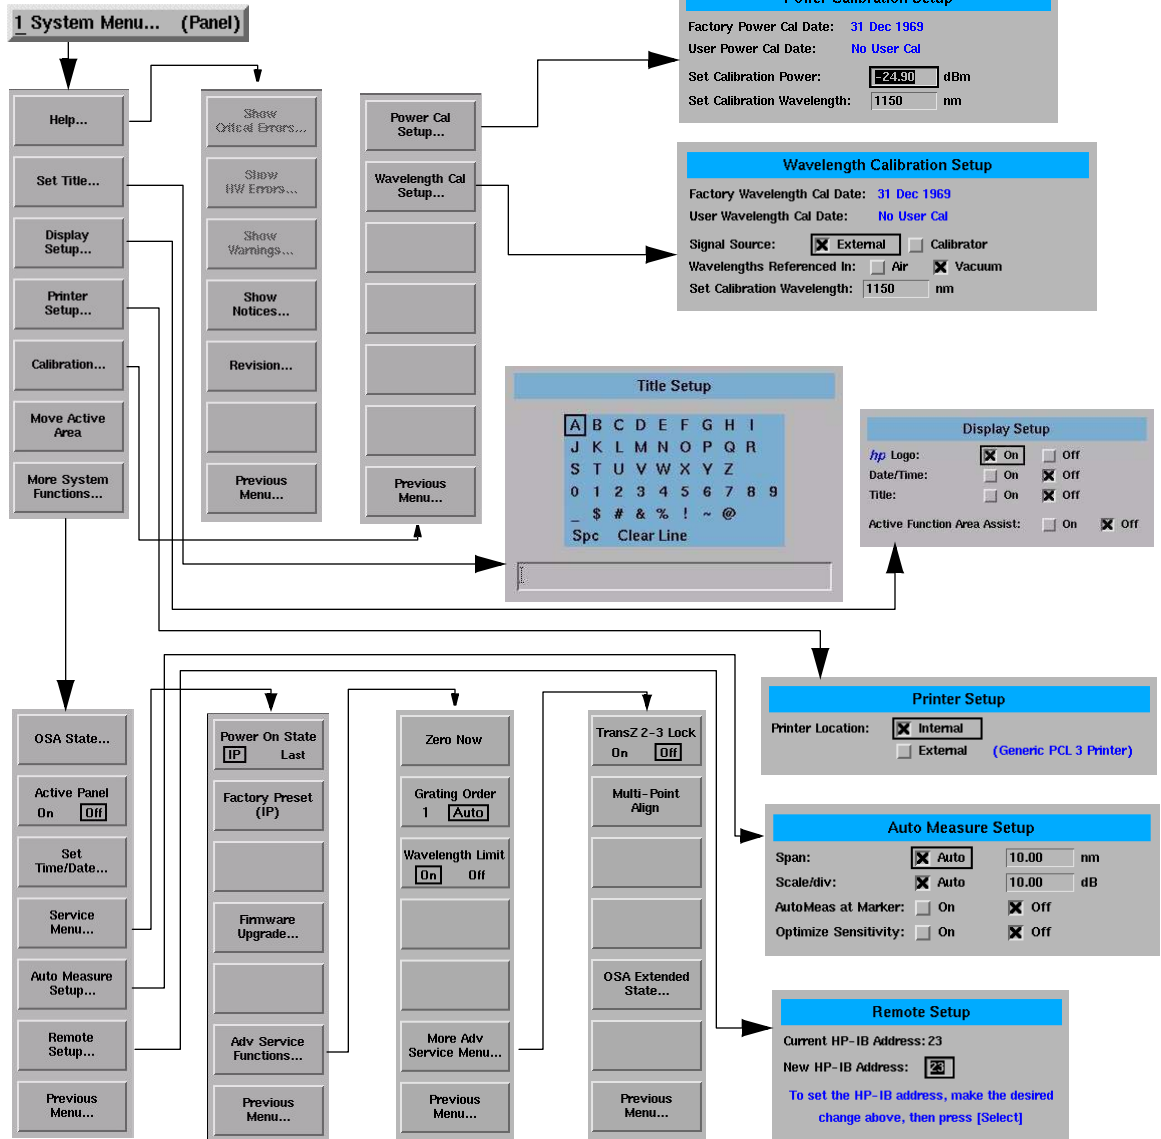 1 System Menu... (Panel)
Help...
Set Title...
Display
Setup...
Printer
Setup...
Calibration...
Move Active
Area
More System
Functions...
Show
Critical Errors...
Show
HW Errors...
Show
Warnings...
Show
Notices...
Revision...
Previous
Menu...
Power Cal
Setup...
Wavelength Cal
Setup...
Previous
Menu...
Power Calibration Setup
Factory Power Cal Date: 31 Dec 1969
User Power Cal Date: No User Cal
Set Calibration Power: -24.90 dBm
Set Calibration Wavelength: 1150 nm
Wavelength Calibration Setup
Factory Wavelength Cal Date: 31 Dec 1969
User Wavelength Cal Date: No User Cal
Signal Source: External Calibrator
Wavelengths Referenced In: Air Vacuum
Set Calibration Wavelength: 1150 nm
Title Setup
A B C D E F G H I
J K L M N O P Q R
S T U V W X Y Z
0 1 2 3 4 5 6 7 8 9
_ $ # & % ! ~ @
Spc Clear Line
Display Setup
hp Logo: On Off
Date/Time: On Off
Title: On Off
Active Function Area Assist: On Off
Printer Setup
Printer Location: Internal
External (Generic PCL 3 Printer)
Auto Measure Setup
Span: Auto 10.00 nm
Scale/div: Auto 10.00 dB
AutoMeas at Marker: On Off
Optimize Sensitivity: On Off
Remote Setup
Current HP-IB Address: 23
New HP-IB Address: 23
To set the HP-IB address, make the desired
change above, then press [Select]
OSA State...
Active Panel
On Off
Set
Time/Date...
Service
Menu...
Auto Measure
Setup...
Remote
Setup...
Previous
Menu...
Power On State
IP Last
Factory Preset
(IP)
Firmware
Upgrade...
Adv Service
Functions...
Previous
Menu...
Zero Now
Grating Order
1 Auto
Wavelength Limit
On Off
More Adv
Service Menu...
Previous
Menu...
TransZ 2-3 Lock
On Off
Multi-Point
Align
OSA Extended
State...
Previous
Menu...